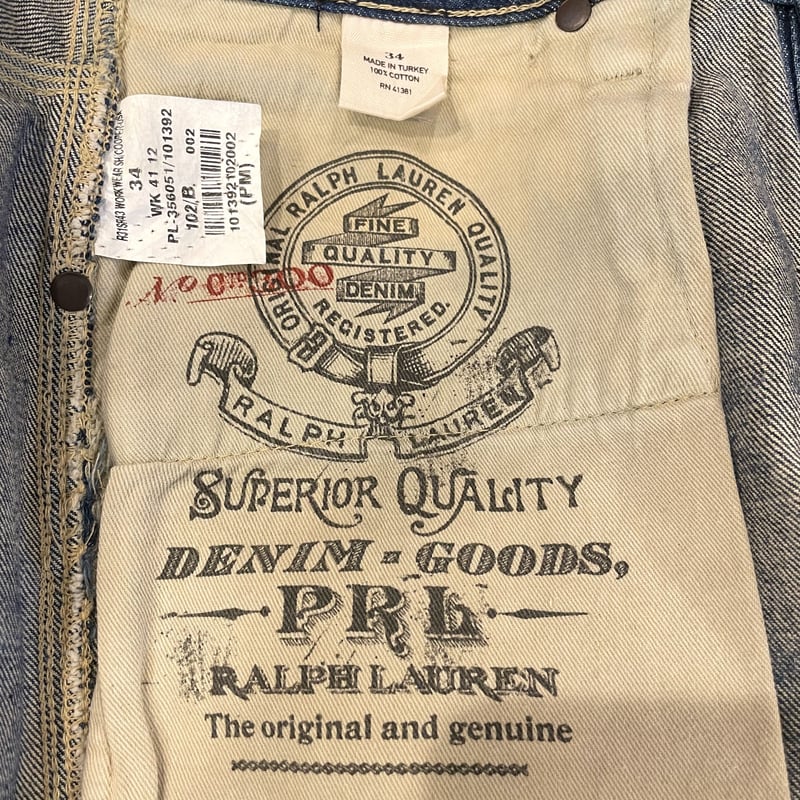 34
MADE IN TURKEY
100% COTTON
RN 41381
34
WK 41 12
PL-356051/101392
102/B. 002
101392102002
(PM)
ORIGINAL RALPH LAUREN QUALITY
FINE
QUALITY
DENIM
REGISTERED.
No
RALPH LAUREN
SUPERIOR QUALITY
DENIM - GOODS,
PRL
RALPH LAUREN
The original and genuine